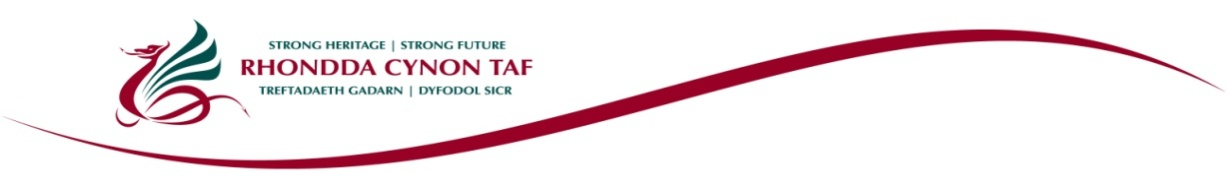 STRONG HERITAGE | STRONG FUTURE
RHONDDA CYNON TAF
TREFTADAETH GADARN | DYFODOL SICR